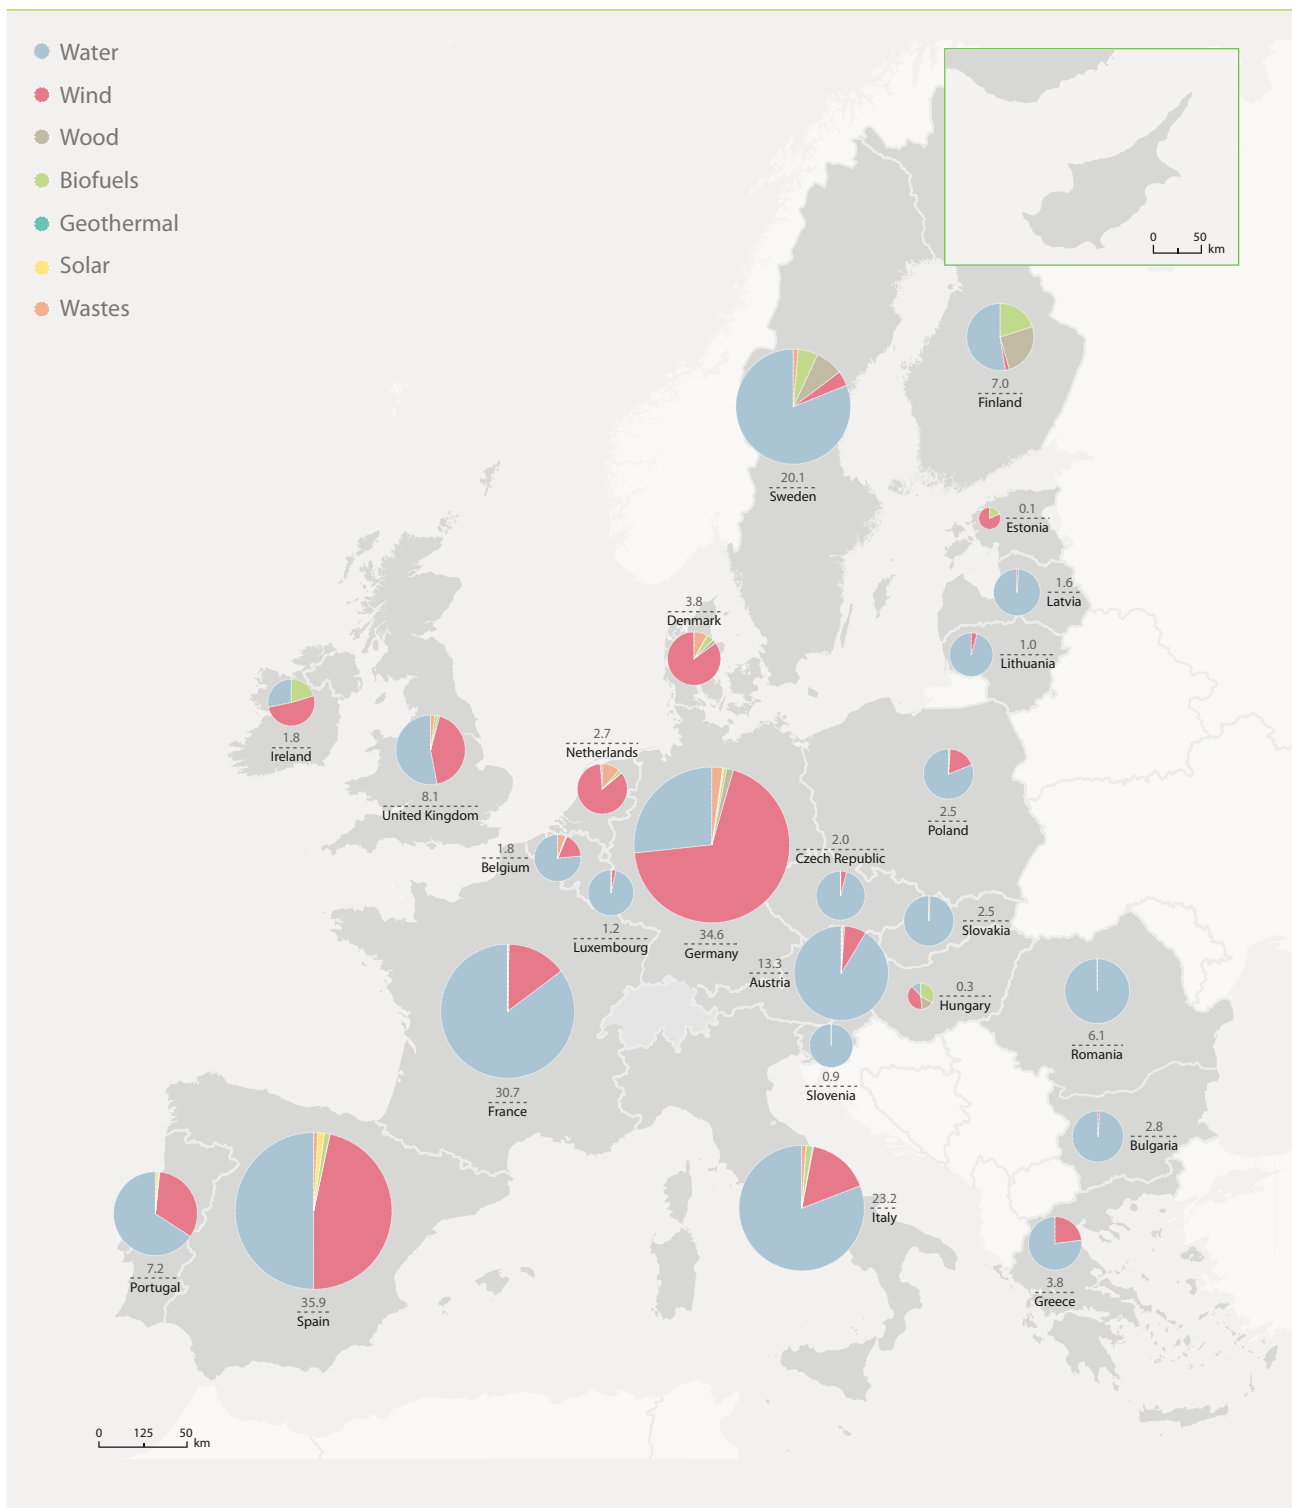 Water
Wind
Wood
Biofuels
Geothermal
Solar
Wastes
0 50
km
7.0
Finland
20.1
Sweden
0.1
Estonia
1.6
Latvia
3.8
Denmark
1.0
Lithuania
1.8
Ireland
2.7
Netherlands
8.1
United Kingdom
2.5
Poland
1.8
Belgium
2.0
Czech Republic
1.2
Luxembourg
34.6
Germany
2.5
Slovakia
13.3
Austria
0.3
Hungary
6.1
Romania
0.9
Slovenia
30.7
France
2.8
Bulgaria
23.2
Italy
7.2
Portugal
35.9
Spain
3.8
Greece
0 125 50
km